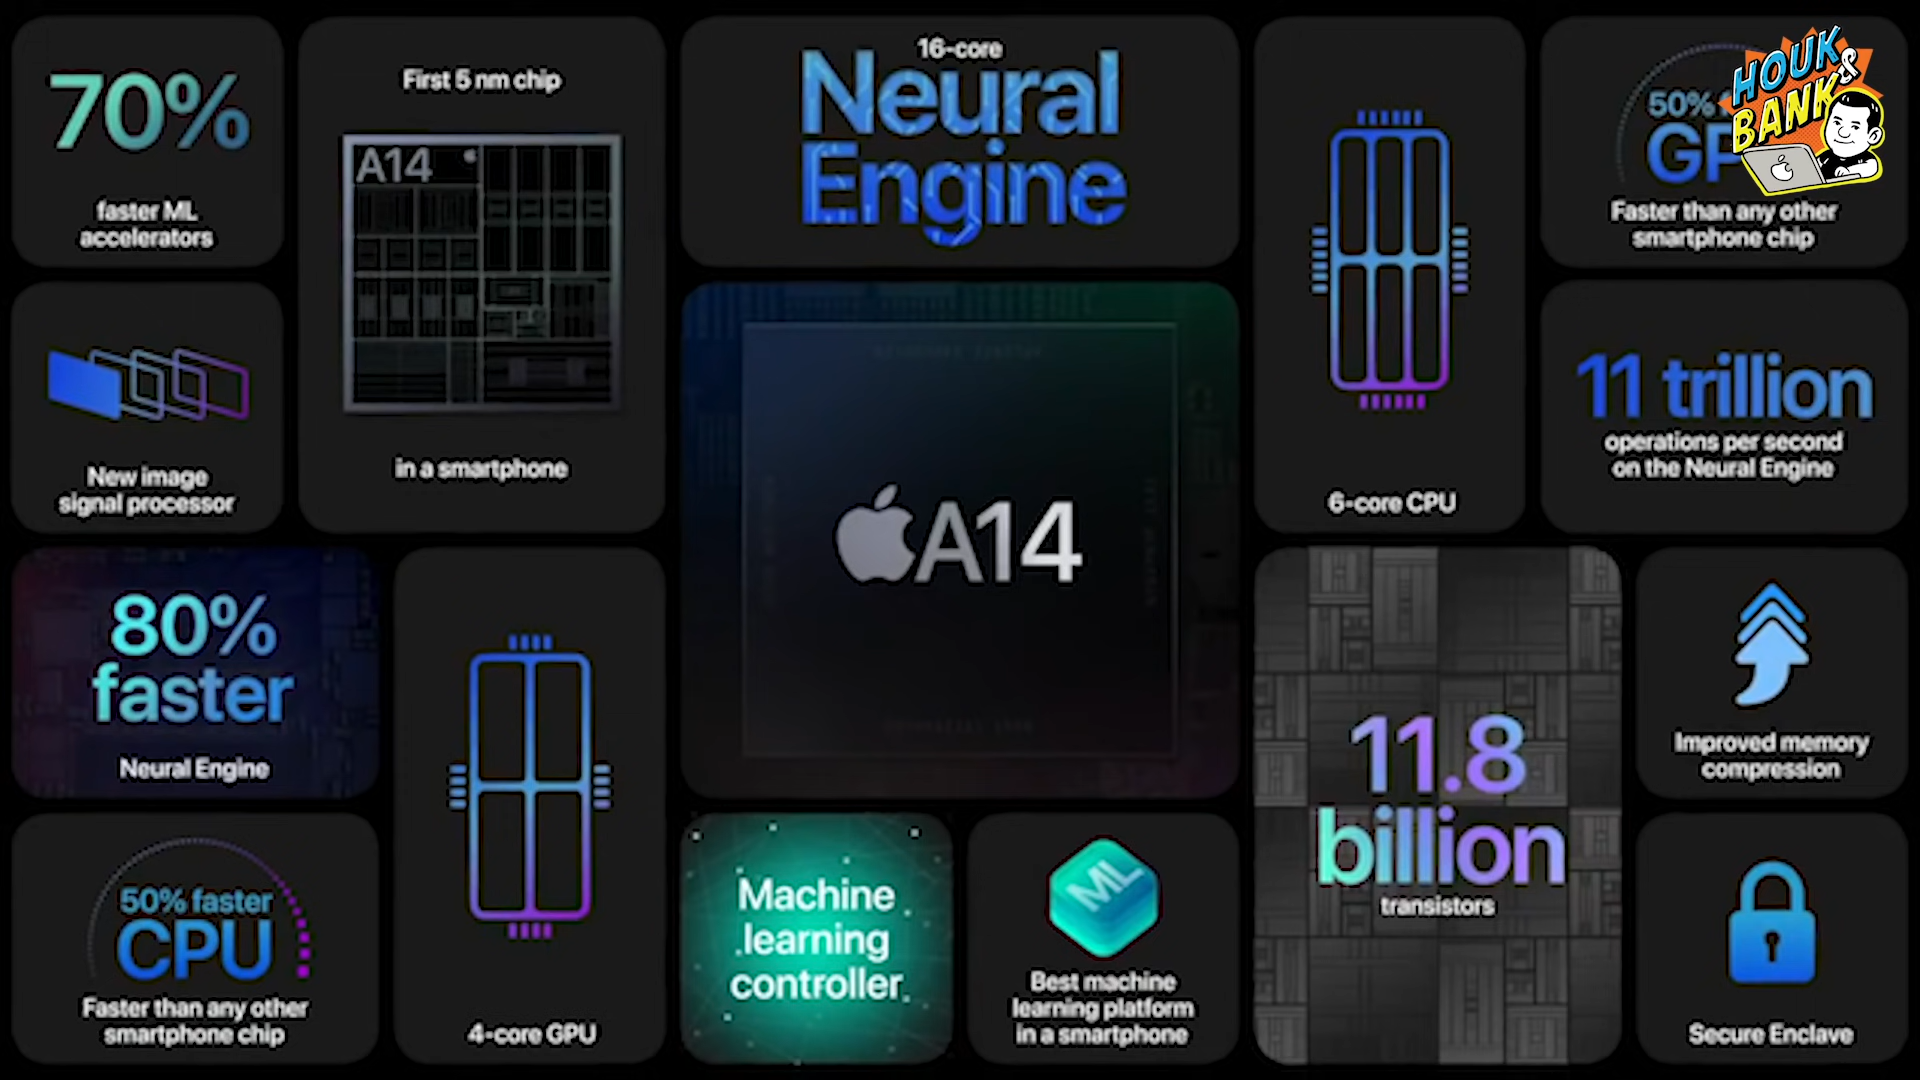 70%
faster ML
accelerators
First 5 nm chip
A14
in a smartphone
16-core
Neural
Engine
6-core CPU
50%
GP
Faster than any other
smartphone chip
HOUK
&
BANK
New image
signal processor
A14
11 trillion
operations per second
on the Neural Engine
80%
faster
Neural Engine
4-core GPU
11.8
billion
transistors
Improved memory
compression
50% faster
CPU
Faster than any other
smartphone chip
Machine
learning
controller
ML
Best machine
learning platform
in a smartphone
Secure Enclave